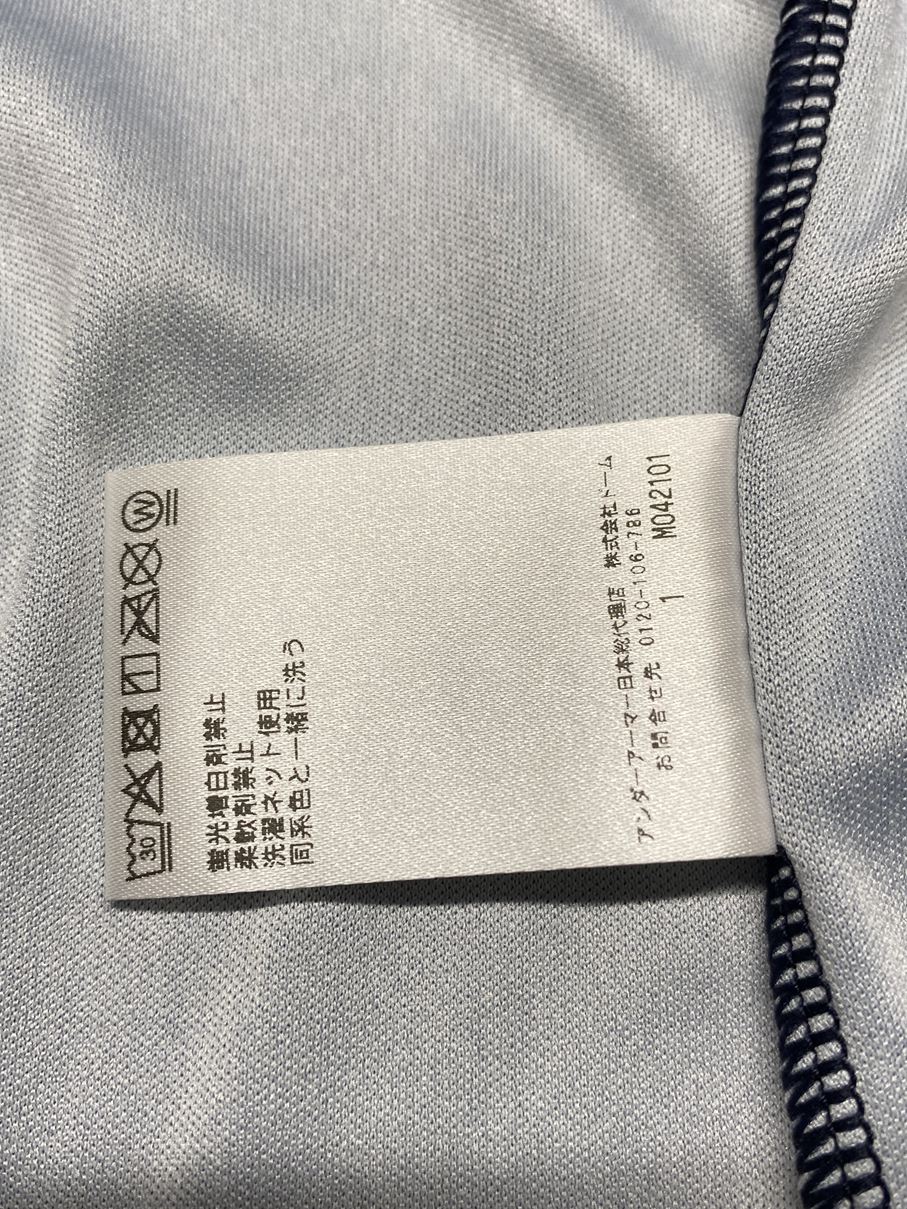 30 W
蛍光増白剤禁止
柔軟剤禁止
洗濯ネット使用
同系色と一緒に洗う
アンダーアーマー日本総代理店 株式会社ドーム
お問合せ先 0120-106-786
1 M042101